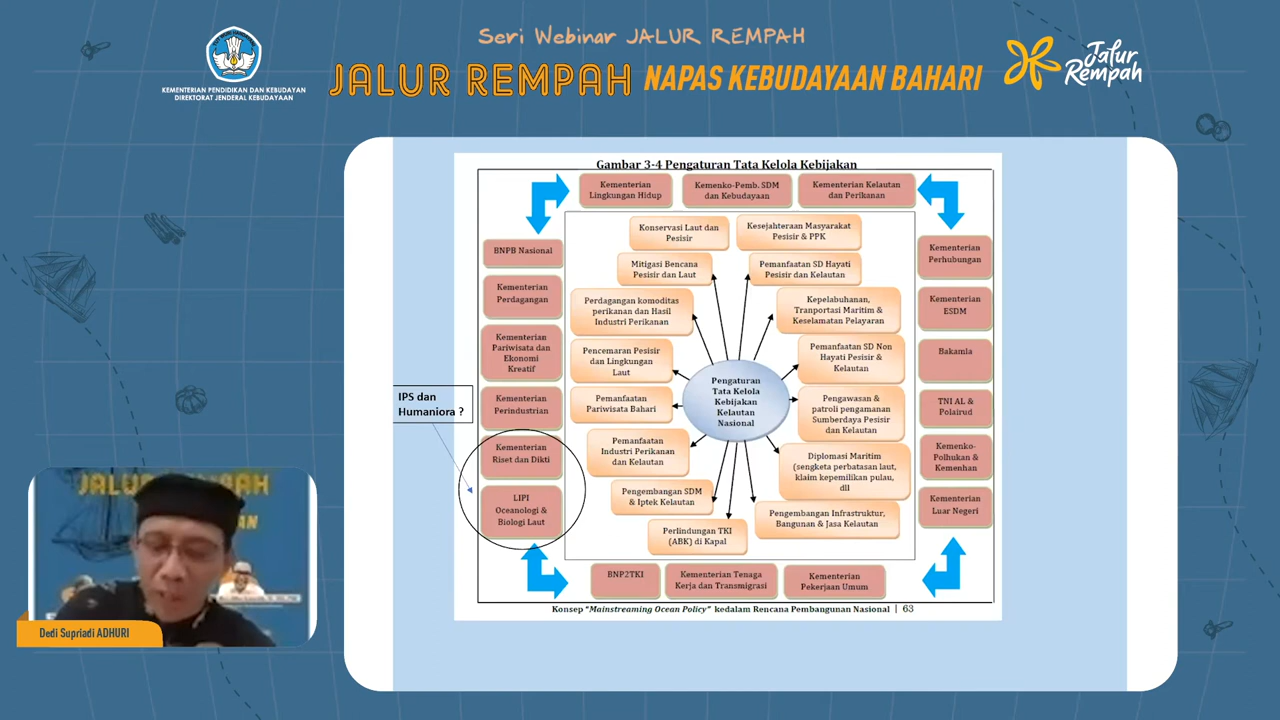 Seri Webinar JALUR REMPAH
JALUR REMPAH NAPAS KEBUDAYAAN BAHARI
KEMENTERIAN PENDIDIKAN DAN KEBUDAYAAN
DIREKTORAT JENDERAL KEBUDAYAAN
Jalur
Rempah
Gambar 3-4 Pengaturan Tata Kelola Kebijakan
Kementerian
Lingkungan Hidup
Kemenko-Pemb. SDM
dan Kebudayaan
Kementerian Kelautan
dan Perikanan
BNPB Nasional
Kementerian
Perdagangan
Kementerian
Pariwisata dan
Ekonomi
Kreatif
Kementerian
Perindustrian
Kementerian
Riset dan Dikti
LIPI
Oceanologi &
Biologi Laut
IPS dan
Humaniora ?
Konservasi Laut dan
Pesisir
Kesejahteraan Masyarakat
Pesisir & PPK
Mitigasi Bencana
Pesisir dan Laut
Pemanfaatan SD Hayati
Pesisir dan Kelautan
Perdagangan komoditas
perikanan dan Hasil
Industri Perikanan
Kepelabuhanan,
Tranportasi Maritim &
Keselamatan Pelayaran
Pencemaran Pesisir
dan Lingkungan
Laut
Pemanfaatan SD Non
Hayati Pesisir &
Kelautan
Pemanfaatan
Pariwisata Bahari
Pengaturan
Tata Kelola
Kebijakan
Kelautan
Nasional
Pengawasan &
patroli pengamanan
Sumberdaya Pesisir
dan Kelautan
Pemanfaatan
Industri Perikanan
dan Kelautan
Diplomasi Maritim
(sengketa perbatasan laut,
klaim kepemilikan pulau,
dll
Pengembangan SDM
& Iptek Kelautan
Pengembangan Infrastruktur,
Bangunan & Jasa Kelautan
Perlindungan TKI
(ABK) di Kapal
Kementerian
Perhubungan
Kementerian
ESDM
Bakamla
TNI AL & Polairud
Kemenko-
Polhukan &
Kemenhan
Kementerian
Luar Negeri
BNP2TKI
Kementerian Tenaga
Kerja dan Transmigrasi
Kementerian
Pekerjaan Umum
Konsep "Mainstreaming Ocean Policy" kedalam Rencana Pembangunan Nasional | 63
Dedi Supriadi ADHURI